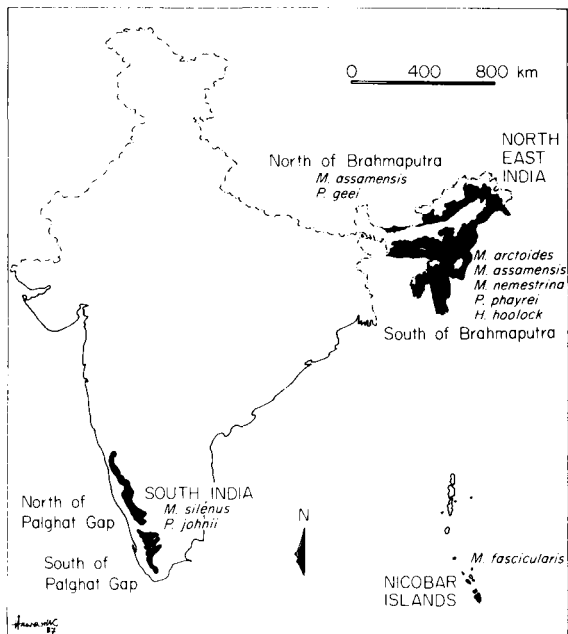 0 400 800 km
NORTH
EAST
INDIA
North of Brahmaputra
M. assamensis
P. geei
M. arctoides
M. assamensis
M. nemestrina
P. phayrei
H. hoolock
South of Brahmaputra
SOUTH INDIA
M. silenus
P. johnii
North of
Palghat Gap
South of
Palghat Gap
N
M. fascicularis
NICOBAR
ISLANDS
87